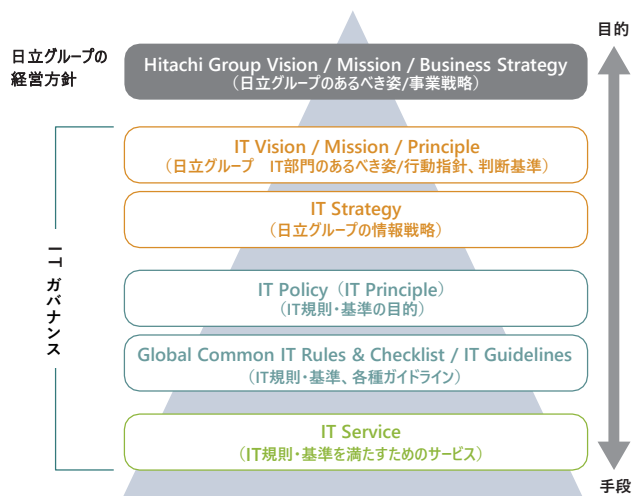 目的
日立グループの
経営方針
Hitachi Group Vision / Mission / Business Strategy
（日立グループのあるべき姿/事業戦略）
IT Vision / Mission / Principle
（日立グループ　IT部門のあるべき姿/行動指針、判断基準）
IT Strategy
（日立グループの情報戦略）
IT ガバナンス
IT Policy（IT Principle）
（IT規則・基準の目的）
Global Common IT Rules & Checklist / IT Guidelines
（IT規則・基準、各種ガイドライン）
IT Service
（IT規則・基準を満たすためのサービス）
手段